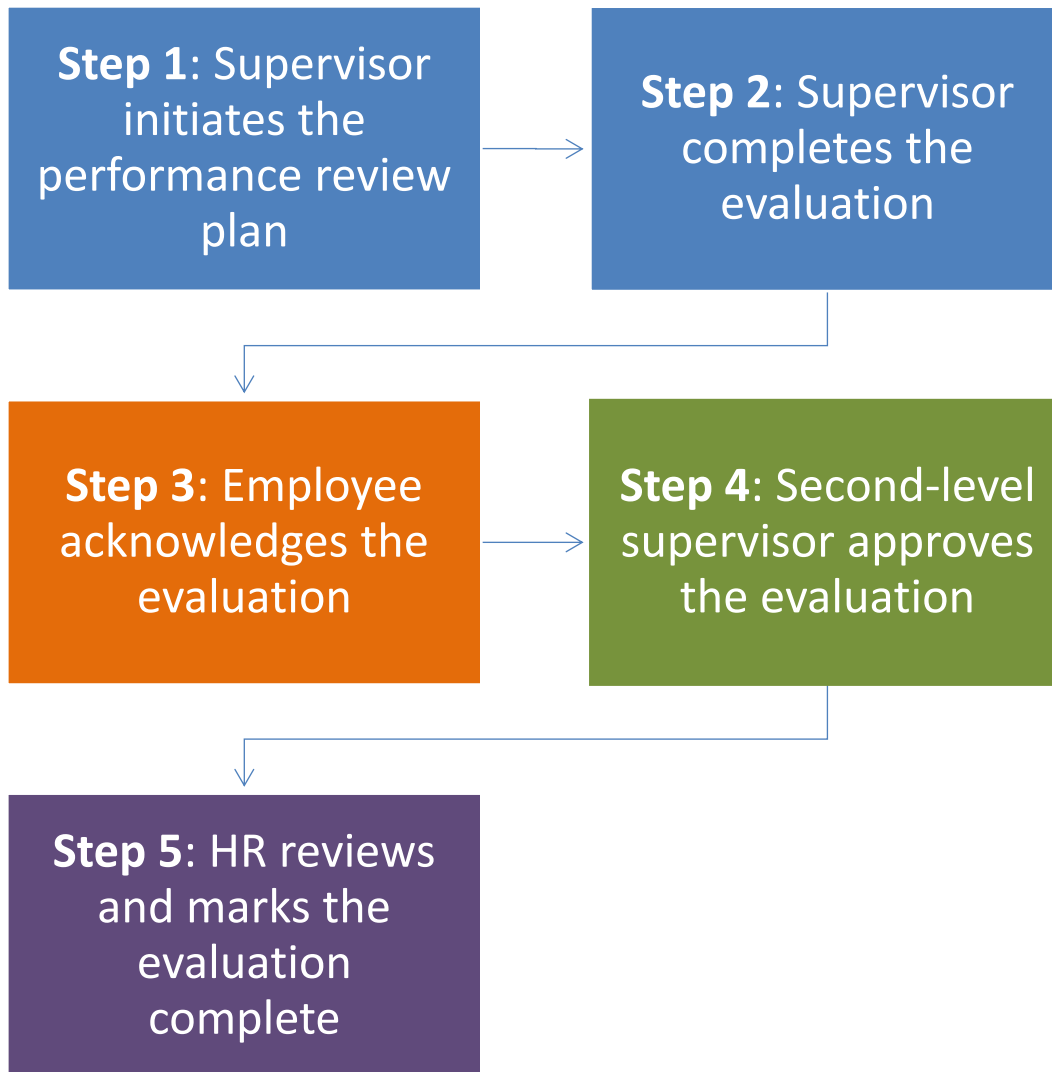 Step 1: Supervisor
initiates the
performance review
plan
Step 2: Supervisor
completes the
evaluation
Step 3: Employee
acknowledges the
evaluation
Step 4: Second-level
supervisor approves
the evaluation
Step 5: HR reviews
and marks the
evaluation
complete